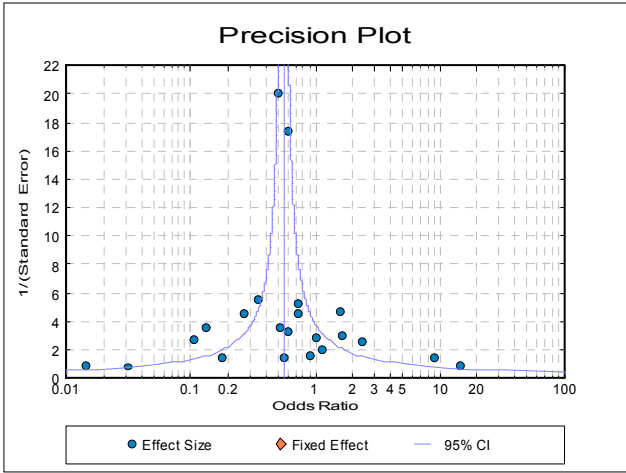 Precision Plot
22
20
18
16
14
12
10
8
6
4
2
0
1/(Standard Error)
0.01 0.1 0.2 1 2 3 4 5 10 20 100
Odds Ratio
Effect Size Fixed Effect 95% CI